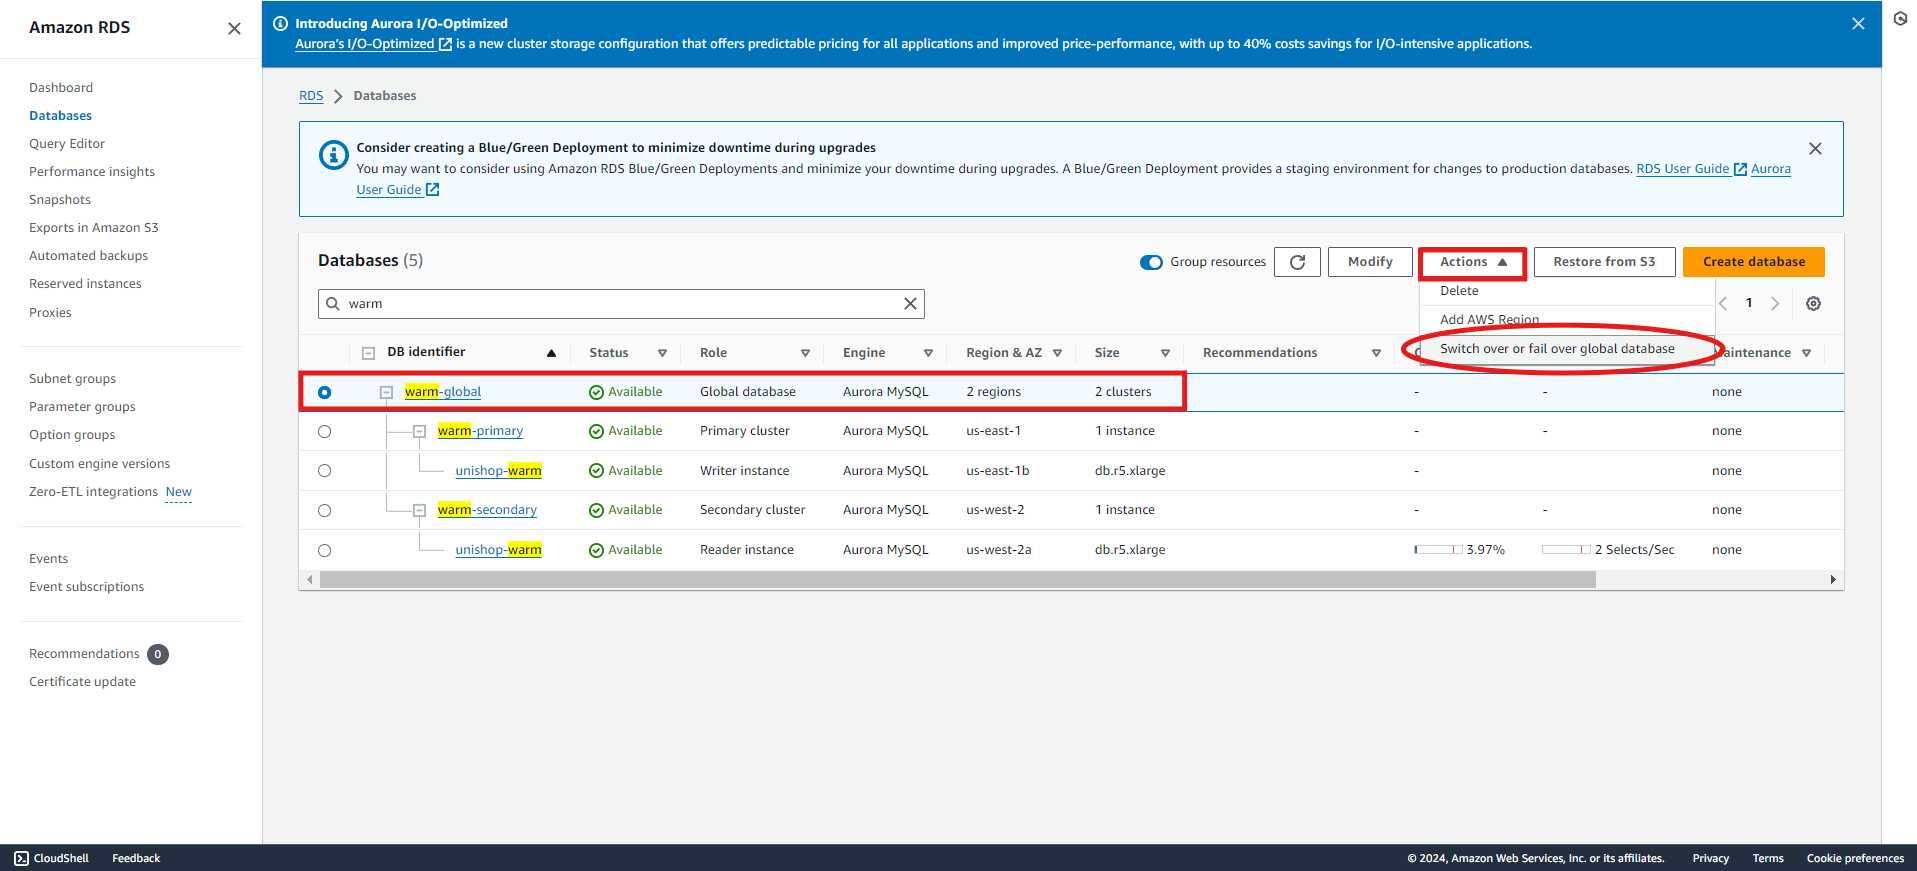 Amazon RDS
Dashboard
Databases
Query Editor
Performance insights
Snapshots
Exports in Amazon S3
Automated backups
Reserved instances
Proxies
Subnet groups
Parameter groups
Option groups
Custom engine versions
Zero-ETL integrations New
Events
Event subscriptions
Recommendations 0
Certificate update
Introducing Aurora I/O-Optimized
Aurora's I/O-Optimized is a new cluster storage configuration that offers predictable pricing for all applications and improved price-performance, with up to 40% costs savings for I/O-intensive applications.
RDS Databases
Consider creating a Blue/Green Deployment to minimize downtime during upgrades
You may want to consider using Amazon RDS Blue/Green Deployments and minimize your downtime during upgrades. A Blue/Green Deployment provides a staging environment for changes to production databases. RDS User Guide Aurora
User Guide
Databases (5)
Group resources Modify Actions Restore from S3 Create database
Delete
warm 1
Add AWS Region
Switch over or fail over global database
DB identifier Status Role Engine Region & AZ Size Recommendations aintenance
warm-global Available Global database Aurora MySQL 2 regions 2 clusters - - none
warm-primary Available Primary cluster Aurora MySQL us-east-1 1 instance - - none
unishop-warm Available Writer instance Aurora MySQL us-east-1b db.r5.xlarge - none
warm-secondary Available Secondary cluster Aurora MySQL us-west-2 1 instance - - none
unishop-warm Available Reader instance Aurora MySQL us-west-2a db.r5.xlarge 3.97% 2 Selects/Sec none
CloudShell Feedback © 2024, Amazon Web Services, Inc. or its affiliates. Privacy Terms Cookie preferences